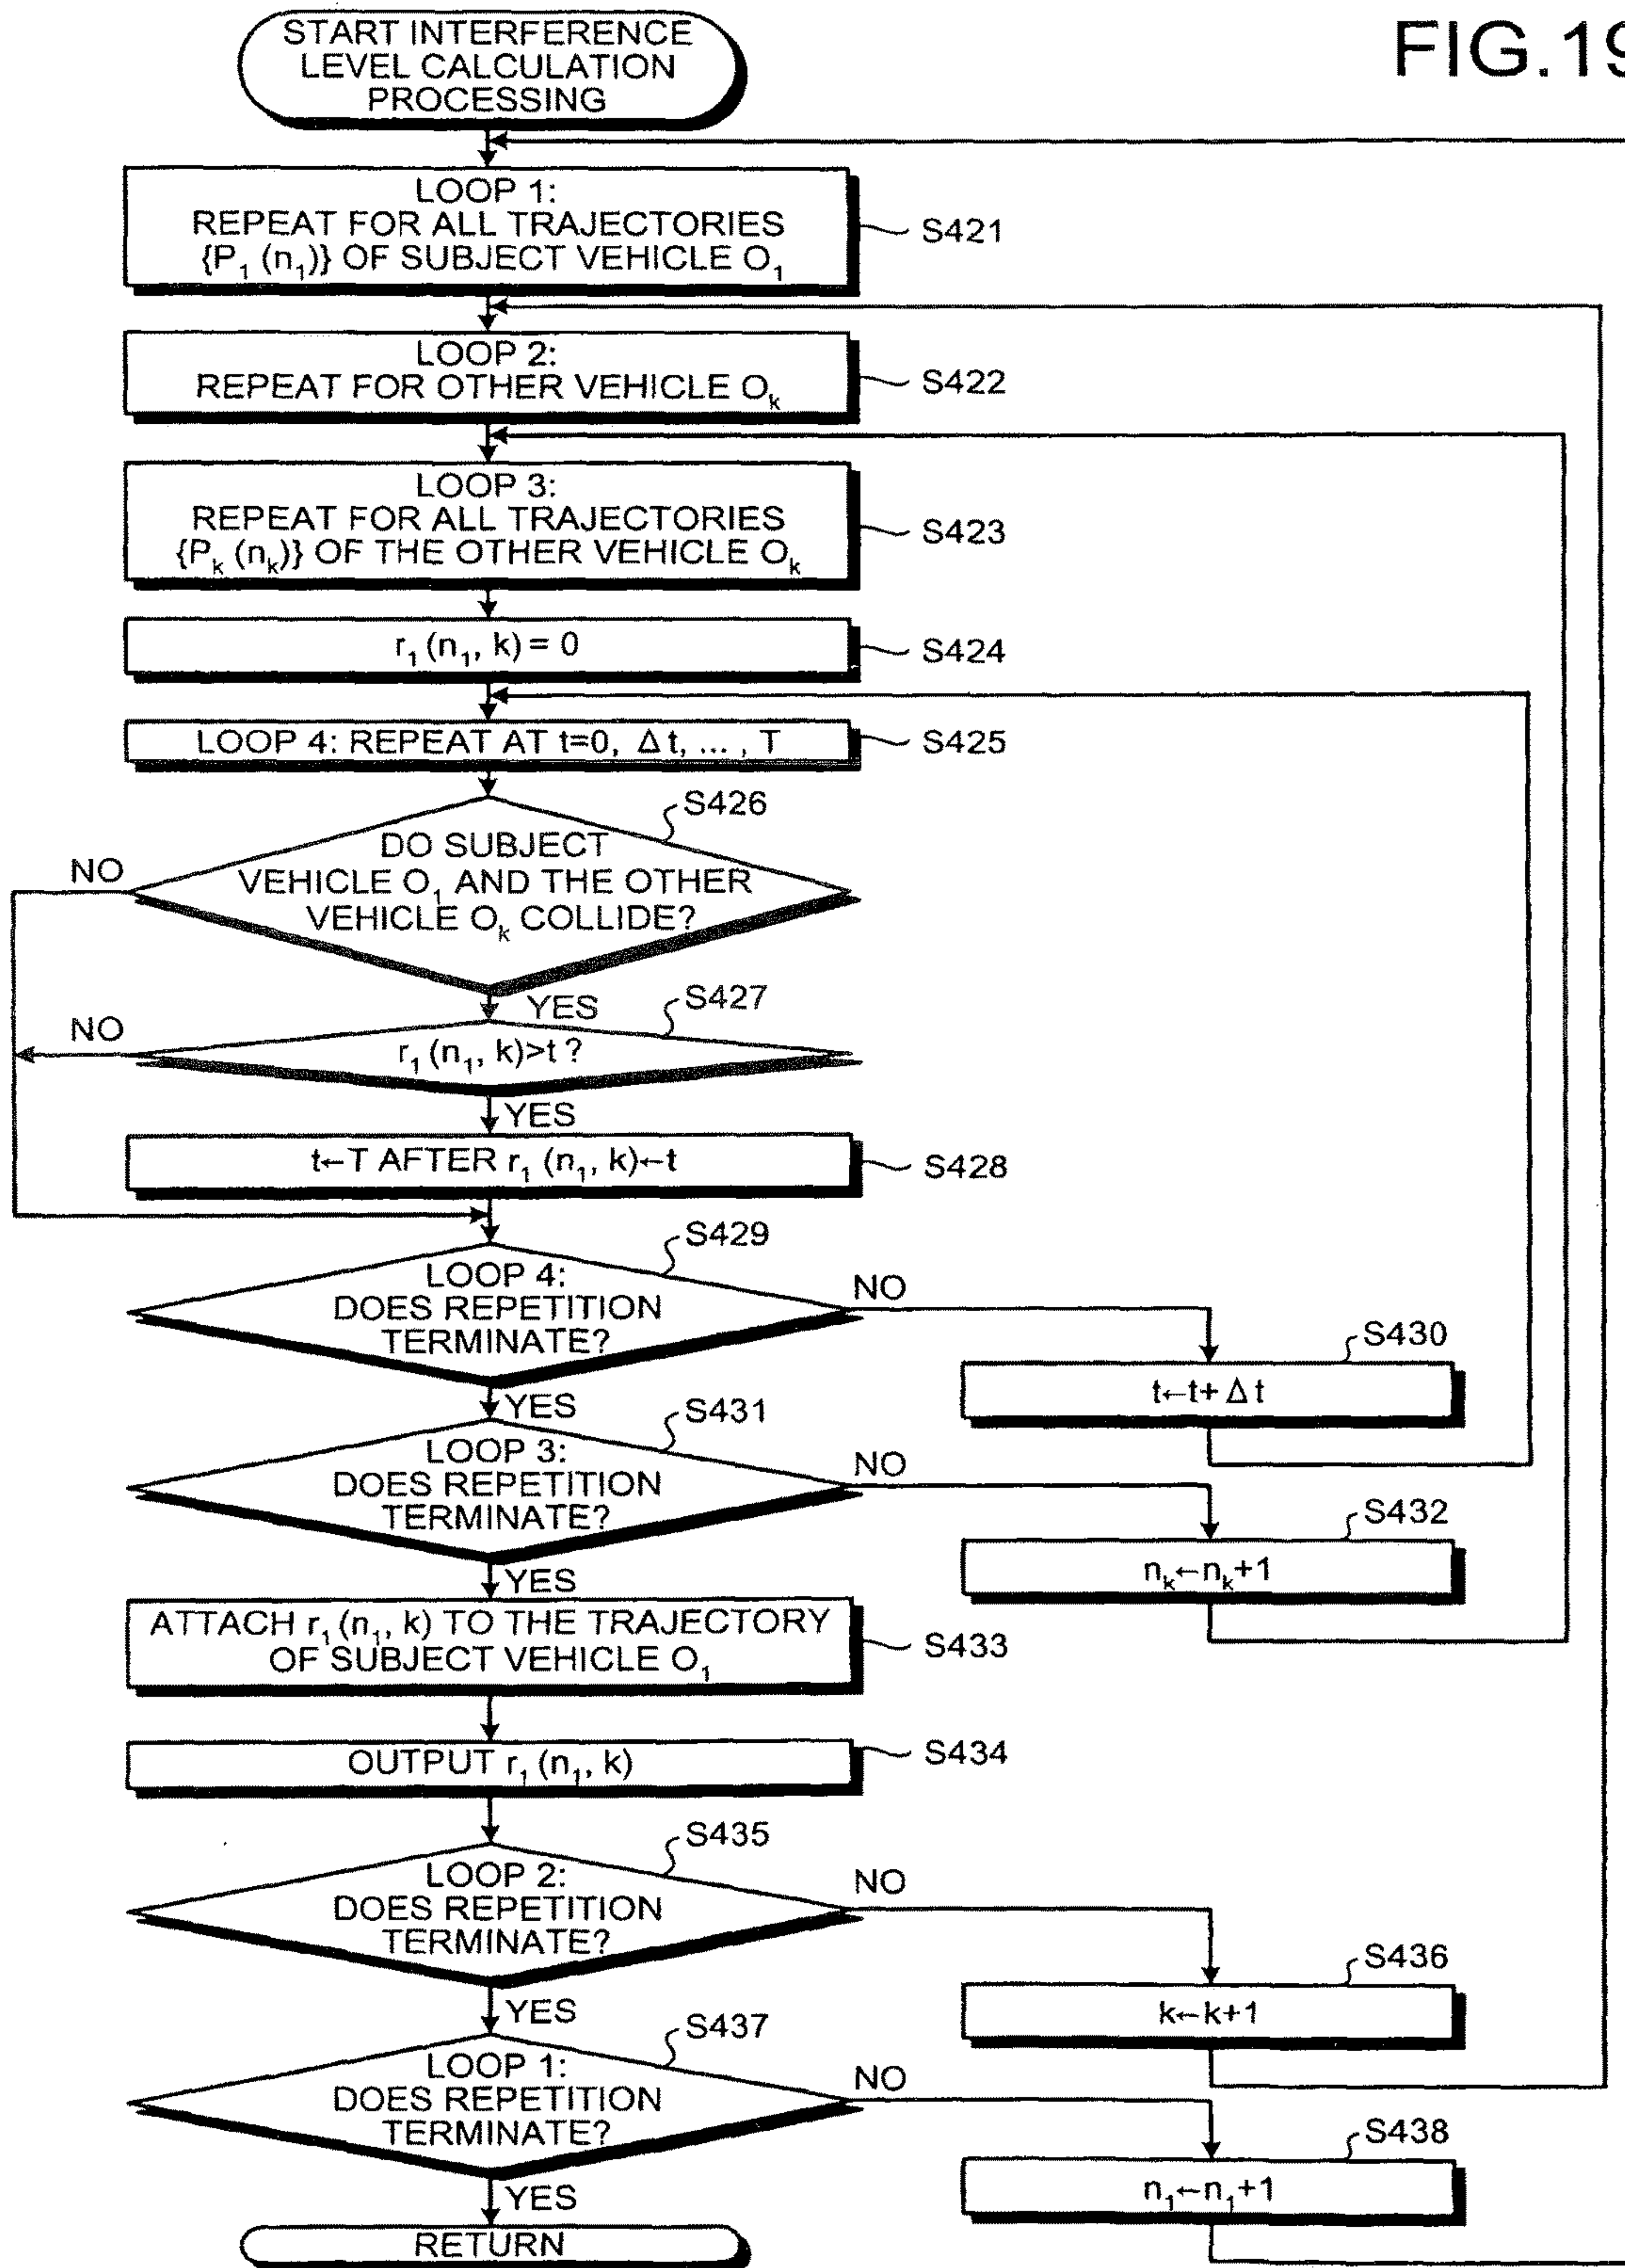 FIG.19
START INTERFERENCE
LEVEL CALCULATION
PROCESSING
LOOP 1:
REPEAT FOR ALL TRAJECTORIES
{P₁ (n₁)} OF SUBJECT VEHICLE O₁
S421
LOOP 2:
REPEAT FOR OTHER VEHICLE Oₖ
S422
LOOP 3:
REPEAT FOR ALL TRAJECTORIES
{Pₖ (nₖ)} OF THE OTHER VEHICLE Oₖ
S423
r₁ (n₁, k) = 0
S424
LOOP 4: REPEAT AT t=0, Δt, ... , T
S425
S426
DO SUBJECT
VEHICLE O₁ AND THE OTHER
VEHICLE Oₖ COLLIDE?
NO
YES
S427
r₁ (n₁, k)>t ?
NO
YES
t←T AFTER r₁ (n₁, k)←t
S428
S429
LOOP 4:
DOES REPETITION
TERMINATE?
NO
S430
t←t+Δt
YES
S431
LOOP 3:
DOES REPETITION
TERMINATE?
NO
S432
nₖ←nₖ+1
YES
ATTACH r₁ (n₁, k) TO THE TRAJECTORY
OF SUBJECT VEHICLE O₁
S433
OUTPUT r₁ (n₁, k)
S434
S435
LOOP 2:
DOES REPETITION
TERMINATE?
NO
S436
k←k+1
YES
S437
LOOP 1:
DOES REPETITION
TERMINATE?
NO
S438
n₁←n₁+1
YES
RETURN